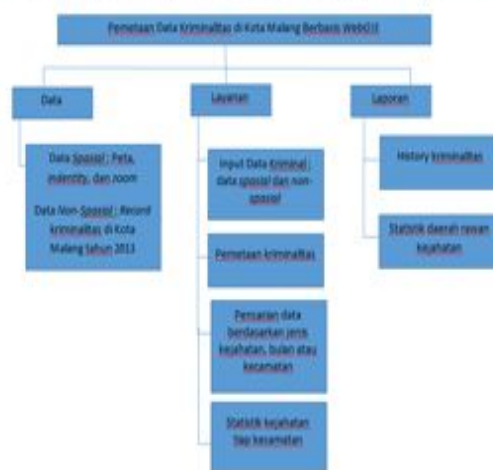 Pemetaan Data Kriminalitas di Kota Malang Berbasis WebGIS
Data
Data Spasial : Peta,
indentity, dan zoom
Data Non-Spasial : Record
kriminalitas di Kota
Malang tahun 2013
Layanan
Input Data Kriminal :
data spasial dan non-
spasial
Pemetaan kriminalitas
Pencarian data
berdasarkan jenis
kejahatan, bulan atau
kecamatan
Statistik kejahatan
tiap kecamatan
Laporan
History kriminalitas
Statistik daerah rawan
kejahatan